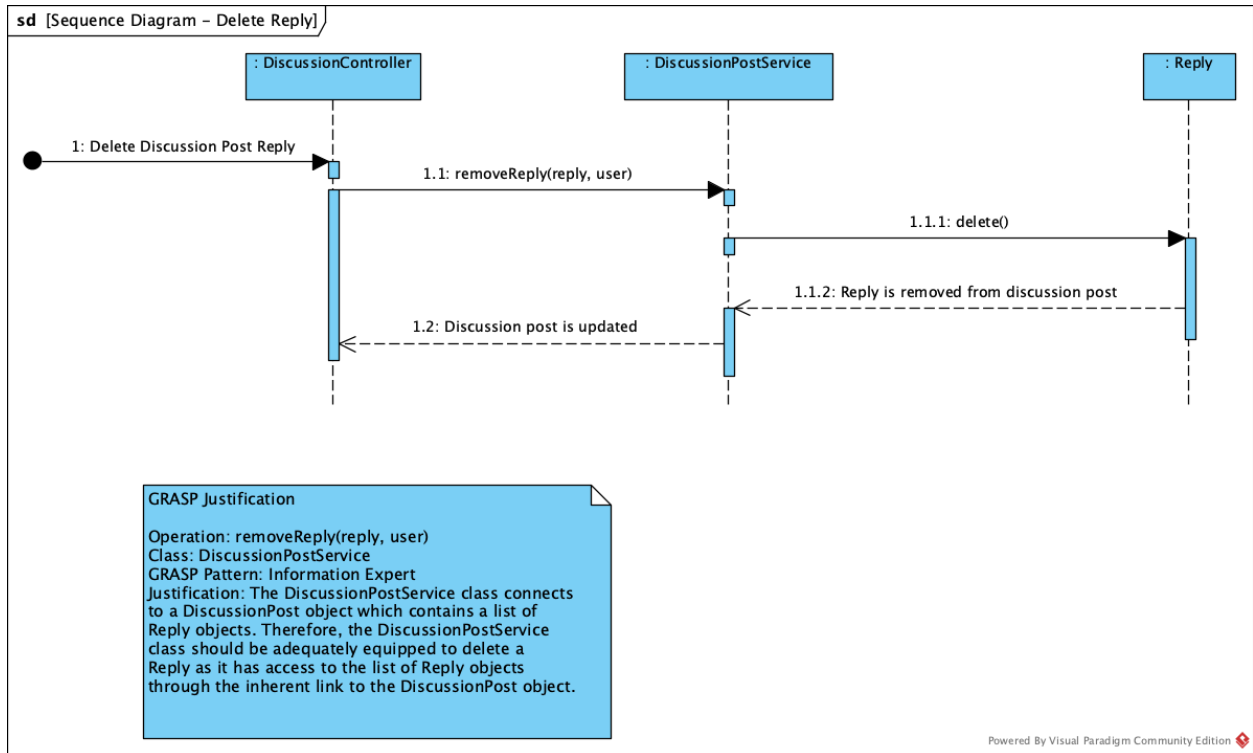 sd [Sequence Diagram – Delete Reply]
: DiscussionController
: DiscussionPostService
: Reply
1: Delete Discussion Post Reply
1.1: removeReply(reply, user)
1.1.1: delete()
1.1.2: Reply is removed from discussion post
1.2: Discussion post is updated
GRASP Justification
Operation: removeReply(reply, user)
Class: DiscussionPostService
GRASP Pattern: Information Expert
Justification: The DiscussionPostService class connects
to a DiscussionPost object which contains a list of
Reply objects. Therefore, the DiscussionPostService
class should be adequately equipped to delete a
Reply as it has access to the list of Reply objects
through the inherent link to the DiscussionPost object.
Powered By Visual Paradigm Community Edition